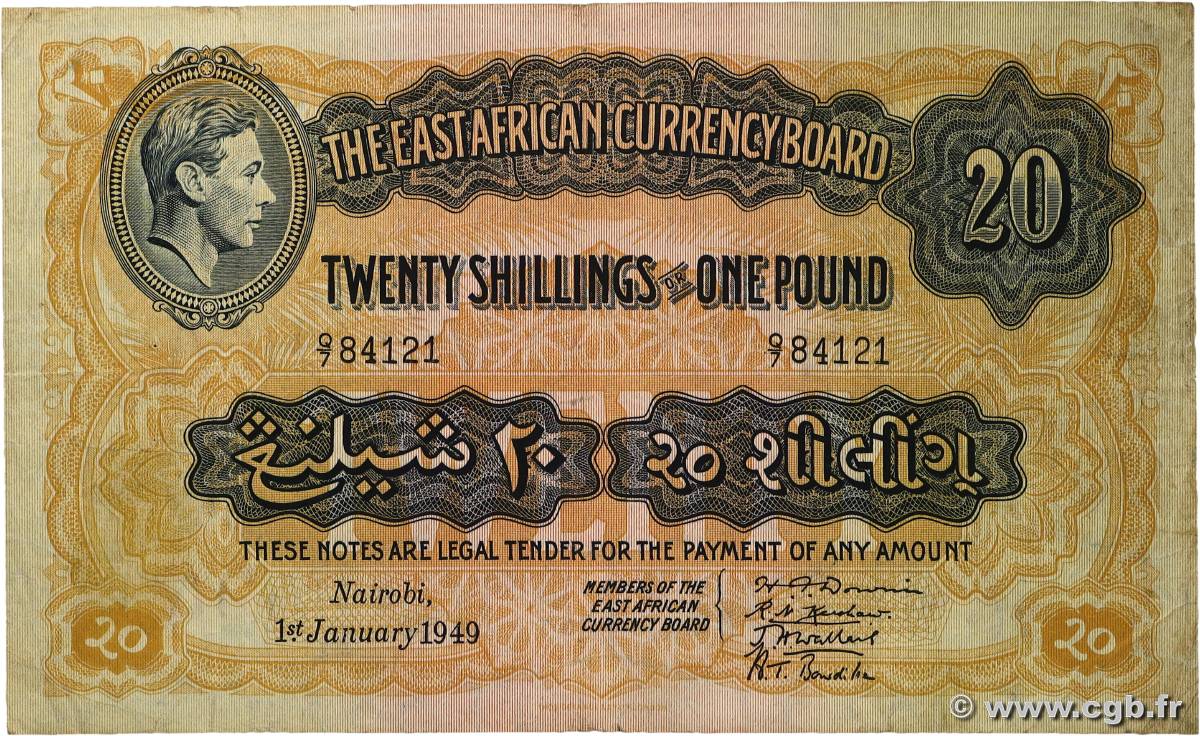 THE EAST AFRICAN CURRENCY BOARD
20
TWENTY SHILLINGS OR ONE POUND
Q/7 84121
Q/7 84121
٢٠ شيلنڠ
૨૦ શીલીંગ્
THESE NOTES ARE LEGAL TENDER FOR THE PAYMENT OF ANY AMOUNT
Nairobi,
1st January 1949
MEMBERS OF THE
EAST AFRICAN
CURRENCY BOARD
20
૨૦
© www.cgb.fr